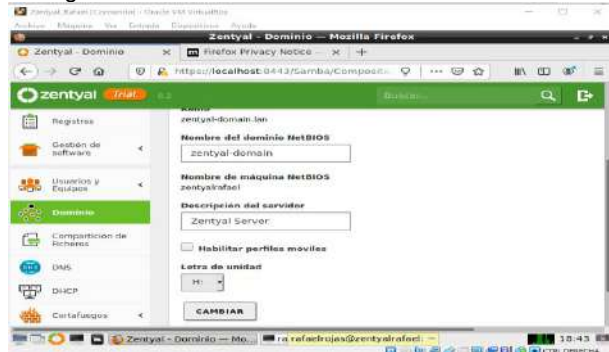 Zentyal - Dominio — Mozilla Firefox
Zentyal - Dominio
Firefox Privacy Notice
https://localhost:8443/Samba/Composite
zentyal Trial
Registros
zentyal-domain.lan
Gestión de software
Nombre del dominio NetBIOS
zentyal-domain
Usuarios y Equipos
Nombre de máquina NetBIOS
zentyalrafael
Dominio
Descripción del servidor
Zentyal Server
Compartición de Ficheros
Habilitar perfiles móviles
DNS
Letra de unidad
H:
DHCP
Cortafuegos
CAMBIAR
Zentyal - Dominio — Mo...
rafaelrojas@zentyalrafael: ~
18:43